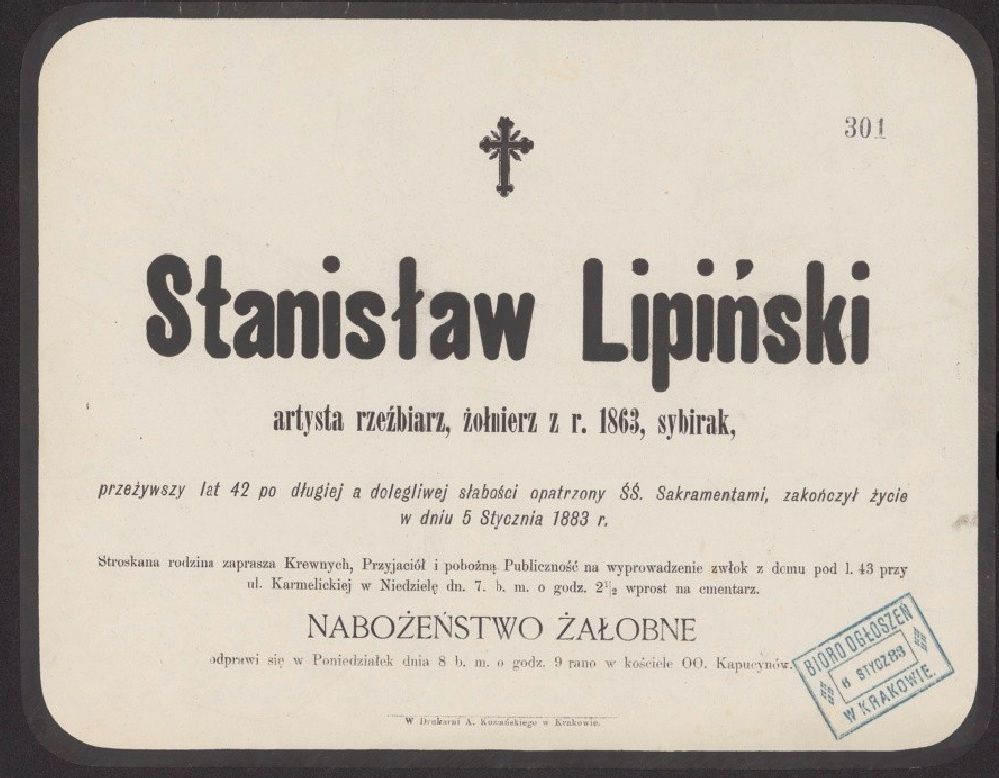 301
Stanisław Lipiński
artysta rzeźbiarz, żołnierz z r. 1863, sybirak,
przeżywszy lat 42 po długiej a dolegliwej słabości opatrzony ŚŚ. Sakramentami, zakończył życie
w dniu 5 Stycznia 1883 r.
Stroskana rodzina zaprasza Krewnych, Przyjaciół i pobożną Publiczność na wyprowadzenie zwłok z domu pod l. 43 przy
ul. Karmelickiej w Niedzielę dn. 7. b. m. o godz. 2½ wprost na cmentarz.
NABOŻEŃSTWO ŻAŁOBNE
odprawi się w Poniedziałek dnia 8 b. m. o godz. 9 rano w kościele OO. Kapucynów.
BIÓRO OGŁOSZEŃ
6 STYCZ 83
W KRAKOWIE.
W Drukarni A. Koziańskiego w Krakowie.